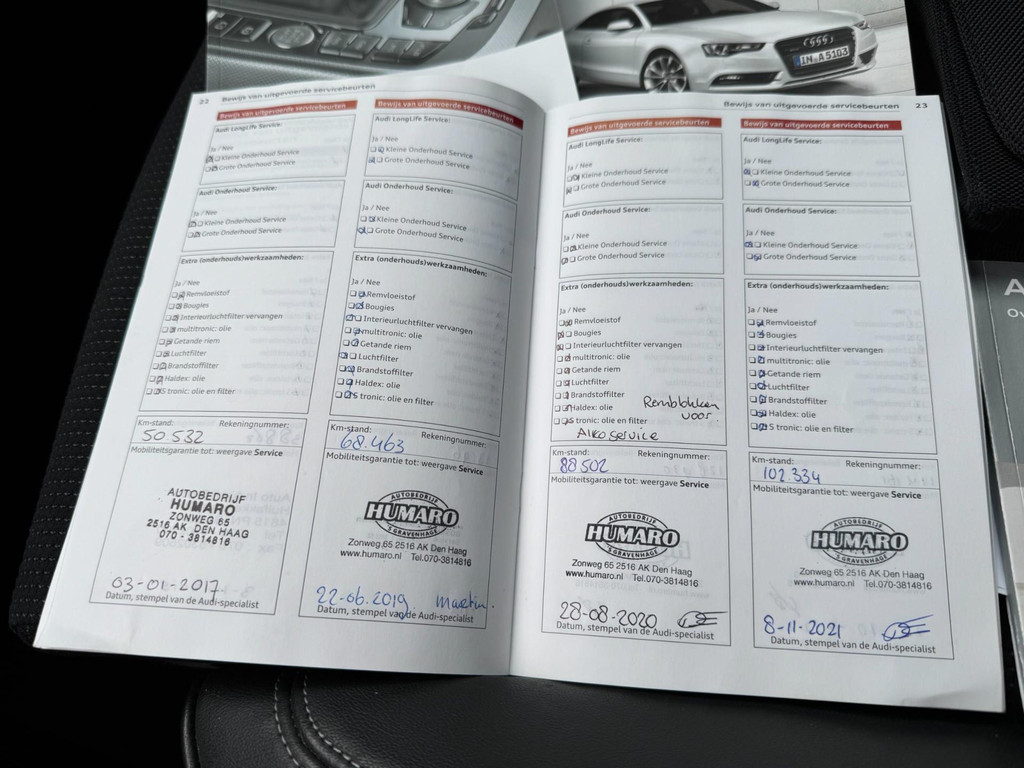 IN A 5103
22 Bewijs van uitgevoerde servicebeurten
Bewijs van uitgevoerde servicebeurten
Audi LongLife Service:
Ja / Nee
Kleine Onderhoud Service
Grote Onderhoud Service
Audi Onderhoud Service:
Ja / Nee
Kleine Onderhoud Service
Grote Onderhoud Service
Extra (onderhouds)werkzaamheden:
Ja / Nee
Remvloeistof
Bougies
Interieurluchtfilter vervangen
multitronic: olie
Getande riem
Luchtfilter
Brandstoffilter
Haldex: olie
S tronic: olie en filter
Km-stand: Rekeningnummer:
50.532
Mobiliteitsgarantie tot: weergave Service
AUTOBEDRIJF
HUMARO
ZONWEG 65
2516 AK DEN HAAG
070 - 3814816
03-01-2017
Datum, stempel van de Audi-specialist
Bewijs van uitgevoerde servicebeurten
Audi LongLife Service:
Ja / Nee
Kleine Onderhoud Service
Grote Onderhoud Service
Audi Onderhoud Service:
Ja / Nee
Kleine Onderhoud Service
Grote Onderhoud Service
Extra (onderhouds)werkzaamheden:
Ja / Nee
Remvloeistof
Bougies
Interieurluchtfilter vervangen
multitronic: olie
Getande riem
Luchtfilter
Brandstoffilter
Haldex: olie
S tronic: olie en filter
Km-stand: Rekeningnummer:
68.463
Mobiliteitsgarantie tot: weergave Service
AUTOBEDRIJF
HUMARO
'S GRAVENHAGE
Zonweg 65 2516 AK Den Haag
www.humaro.nl Tel.070-3814816
22-06.2019 Martin.
Datum, stempel van de Audi-specialist
Bewijs van uitgevoerde servicebeurten 23
Bewijs van uitgevoerde servicebeurten
Audi LongLife Service:
Ja / Nee
Kleine Onderhoud Service
Grote Onderhoud Service
Audi Onderhoud Service:
Ja / Nee
Kleine Onderhoud Service
Grote Onderhoud Service
Extra (onderhouds)werkzaamheden:
Ja / Nee
Remvloeistof
Bougies
Interieurluchtfilter vervangen
multitronic: olie
Getande riem
Luchtfilter
Brandstoffilter
Haldex: olie
Remblokken
voor
S tronic: olie en filter
Airco service
Km-stand: Rekeningnummer:
88502
Mobiliteitsgarantie tot: weergave Service
AUTOBEDRIJF
HUMARO
'S GRAVENHAGE
Zonweg 65 2516 AK Den Haag
www.humaro.nl Tel.070-3814816
28-08-2020
Datum, stempel van de Audi-specialist
Bewijs van uitgevoerde servicebeurten
Audi LongLife Service:
Ja / Nee
Kleine Onderhoud Service
Grote Onderhoud Service
Audi Onderhoud Service:
Ja / Nee
Kleine Onderhoud Service
Grote Onderhoud Service
Extra (onderhouds)werkzaamheden:
Ja / Nee
Remvloeistof
Bougies
Interieurluchtfilter vervangen
multitronic: olie
Getande riem
Luchtfilter
Brandstoffilter
Haldex: olie
S tronic: olie en filter
Km-stand: Rekeningnummer:
102.334
Mobiliteitsgarantie tot: weergave Service
AUTOBEDRIJF
HUMARO
'S GRAVENHAGE
Zonweg 65 2516 AK Den Haag
www.humaro.nl Tel.070-3814816
8-11-2021
Datum, stempel van de Audi-specialist